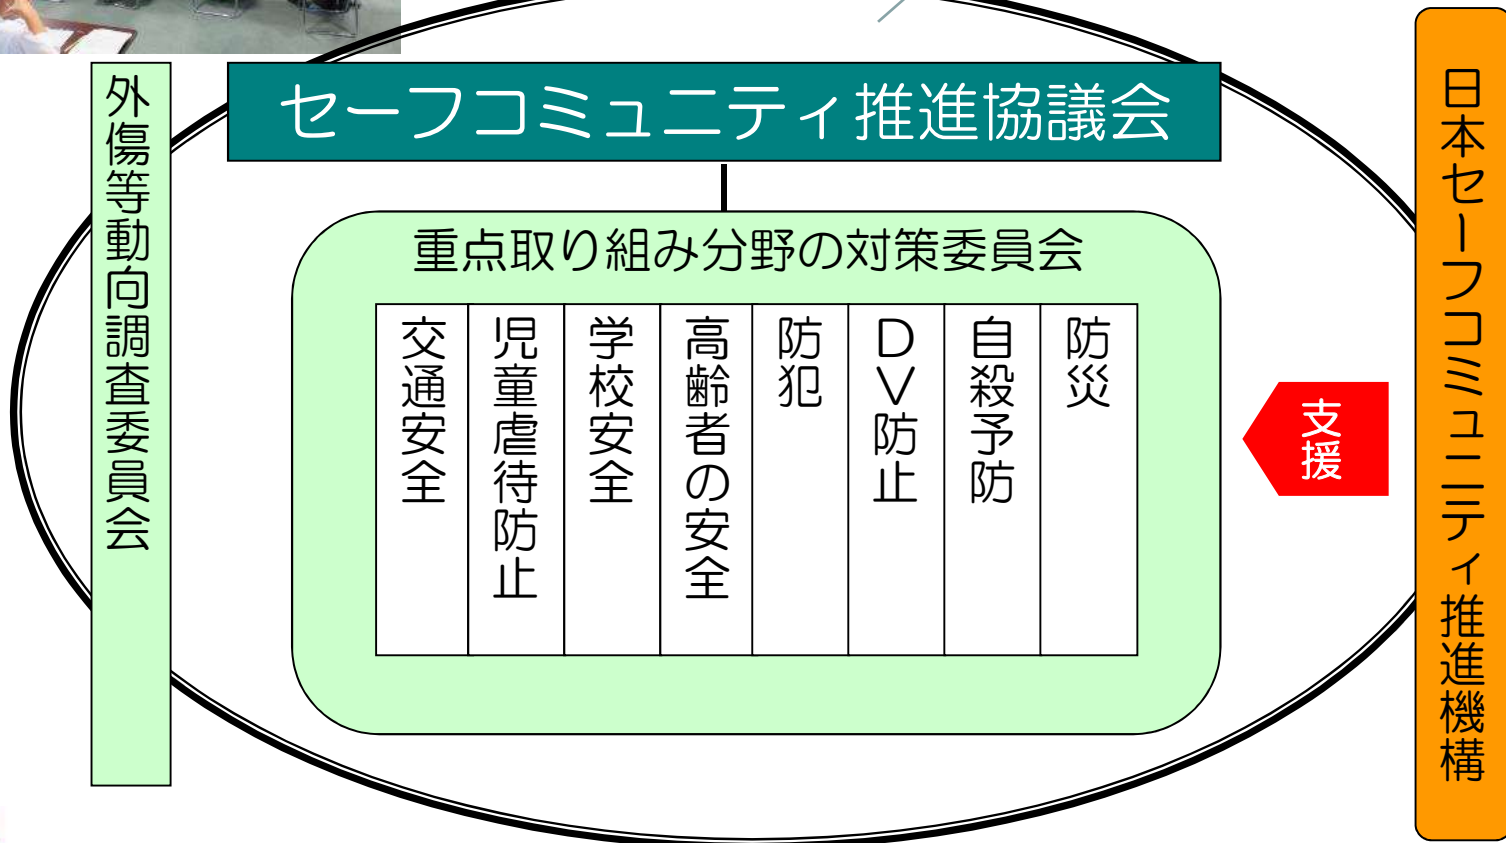 セーフコミュニティ推進協議会
外傷等動向調査委員会
重点取り組み分野の対策委員会
交通安全
児童虐待防止
学校安全
高齢者の安全
防犯
DV防止
自殺予防
防災
支援
日本セーフコミュニティ推進機構